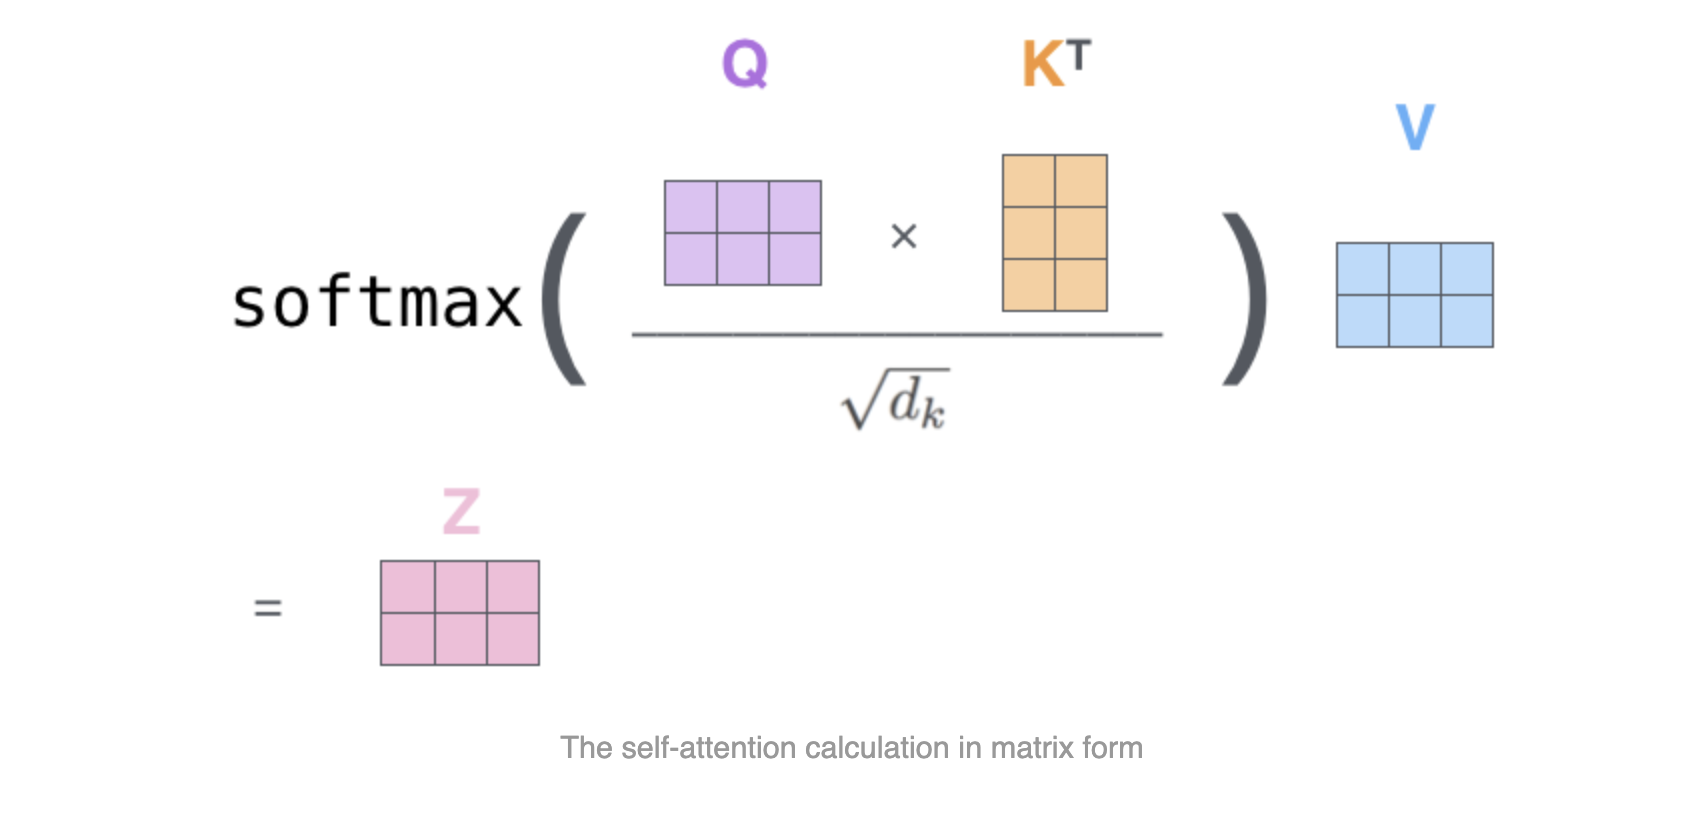 Q
Kᵀ
V
×
softmax( )
√dₖ
Z
=
The self-attention calculation in matrix form